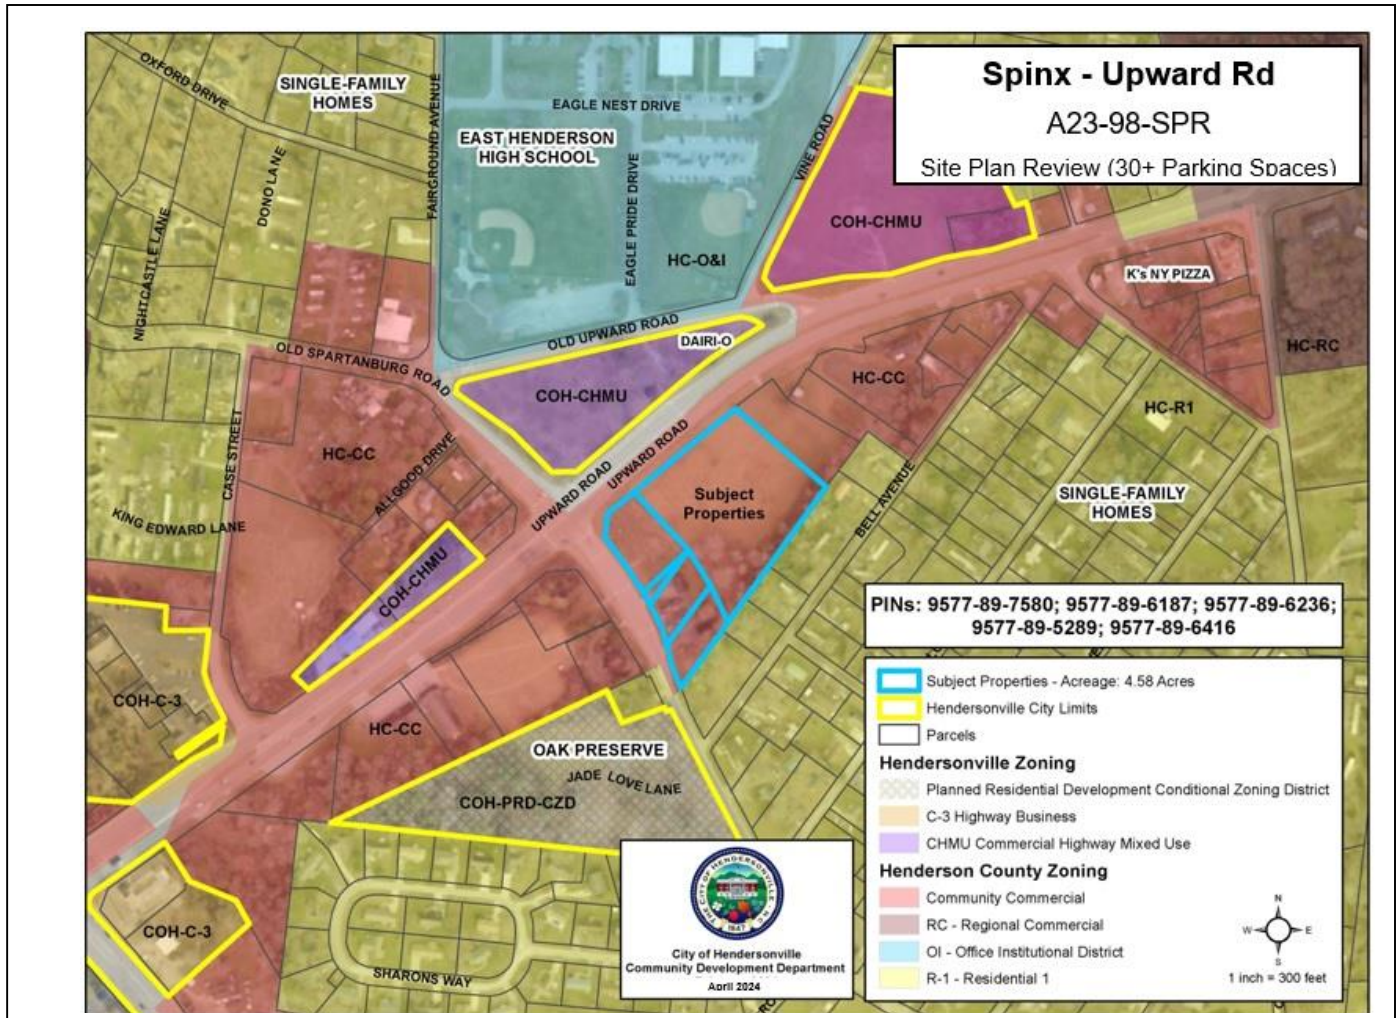 Spinx - Upward Rd
A23-98-SPR
Site Plan Review (30+ Parking Spaces)
OXFORD DRIVE
SINGLE-FAMILY
HOMES
FAIRGROUND AVENUE
EAGLE NEST DRIVE
EAST HENDERSON
HIGH SCHOOL
EAGLE PRIDE DRIVE
VINE ROAD
COH-CHMU
DONO LANE
NIGHTCASTLE LANE
HC-O&I
K's NY PIZZA
OLD UPWARD ROAD
DAIRI-O
HC-RC
OLD SPARTANBURG ROAD
COH-CHMU
HC-CC
HC-R1
CASE STREET
HC-CC
ALLGOOD DRIVE
UPWARD ROAD
UPWARD ROAD
Subject
Properties
BELL AVENUE
SINGLE-FAMILY
HOMES
KING EDWARD LANE
COH-CHMU
PINs: 9577-89-7580; 9577-89-6187; 9577-89-6236;
9577-89-5289; 9577-89-6416
COH-C-3
HC-CC
OAK PRESERVE
JADE LOVE LANE
COH-PRD-CZD
COH-C-3
SHARONS WAY
Subject Properties - Acreage: 4.58 Acres
Hendersonville City Limits
Parcels
Hendersonville Zoning
Planned Residential Development Conditional Zoning District
C-3 Highway Business
CHMU Commercial Highway Mixed Use
Henderson County Zoning
Community Commercial
RC - Regional Commercial
OI - Office Institutional District
R-1 - Residential 1
N
W E
S
1 inch = 300 feet
THE CITY OF HENDERSONVILLE N.C.
1847
City of Hendersonville
Community Development Department
April 2024